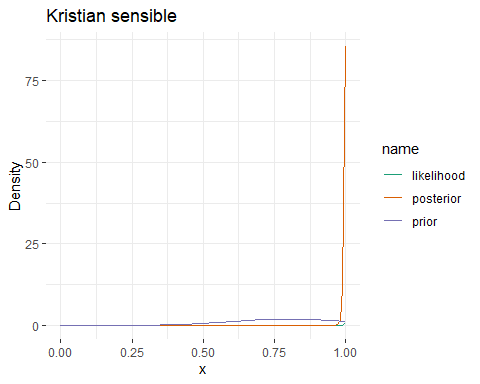 Kristian sensible
Density
75
50
25
0
0.00
0.25
0.50
0.75
1.00
x
name
likelihood
posterior
prior